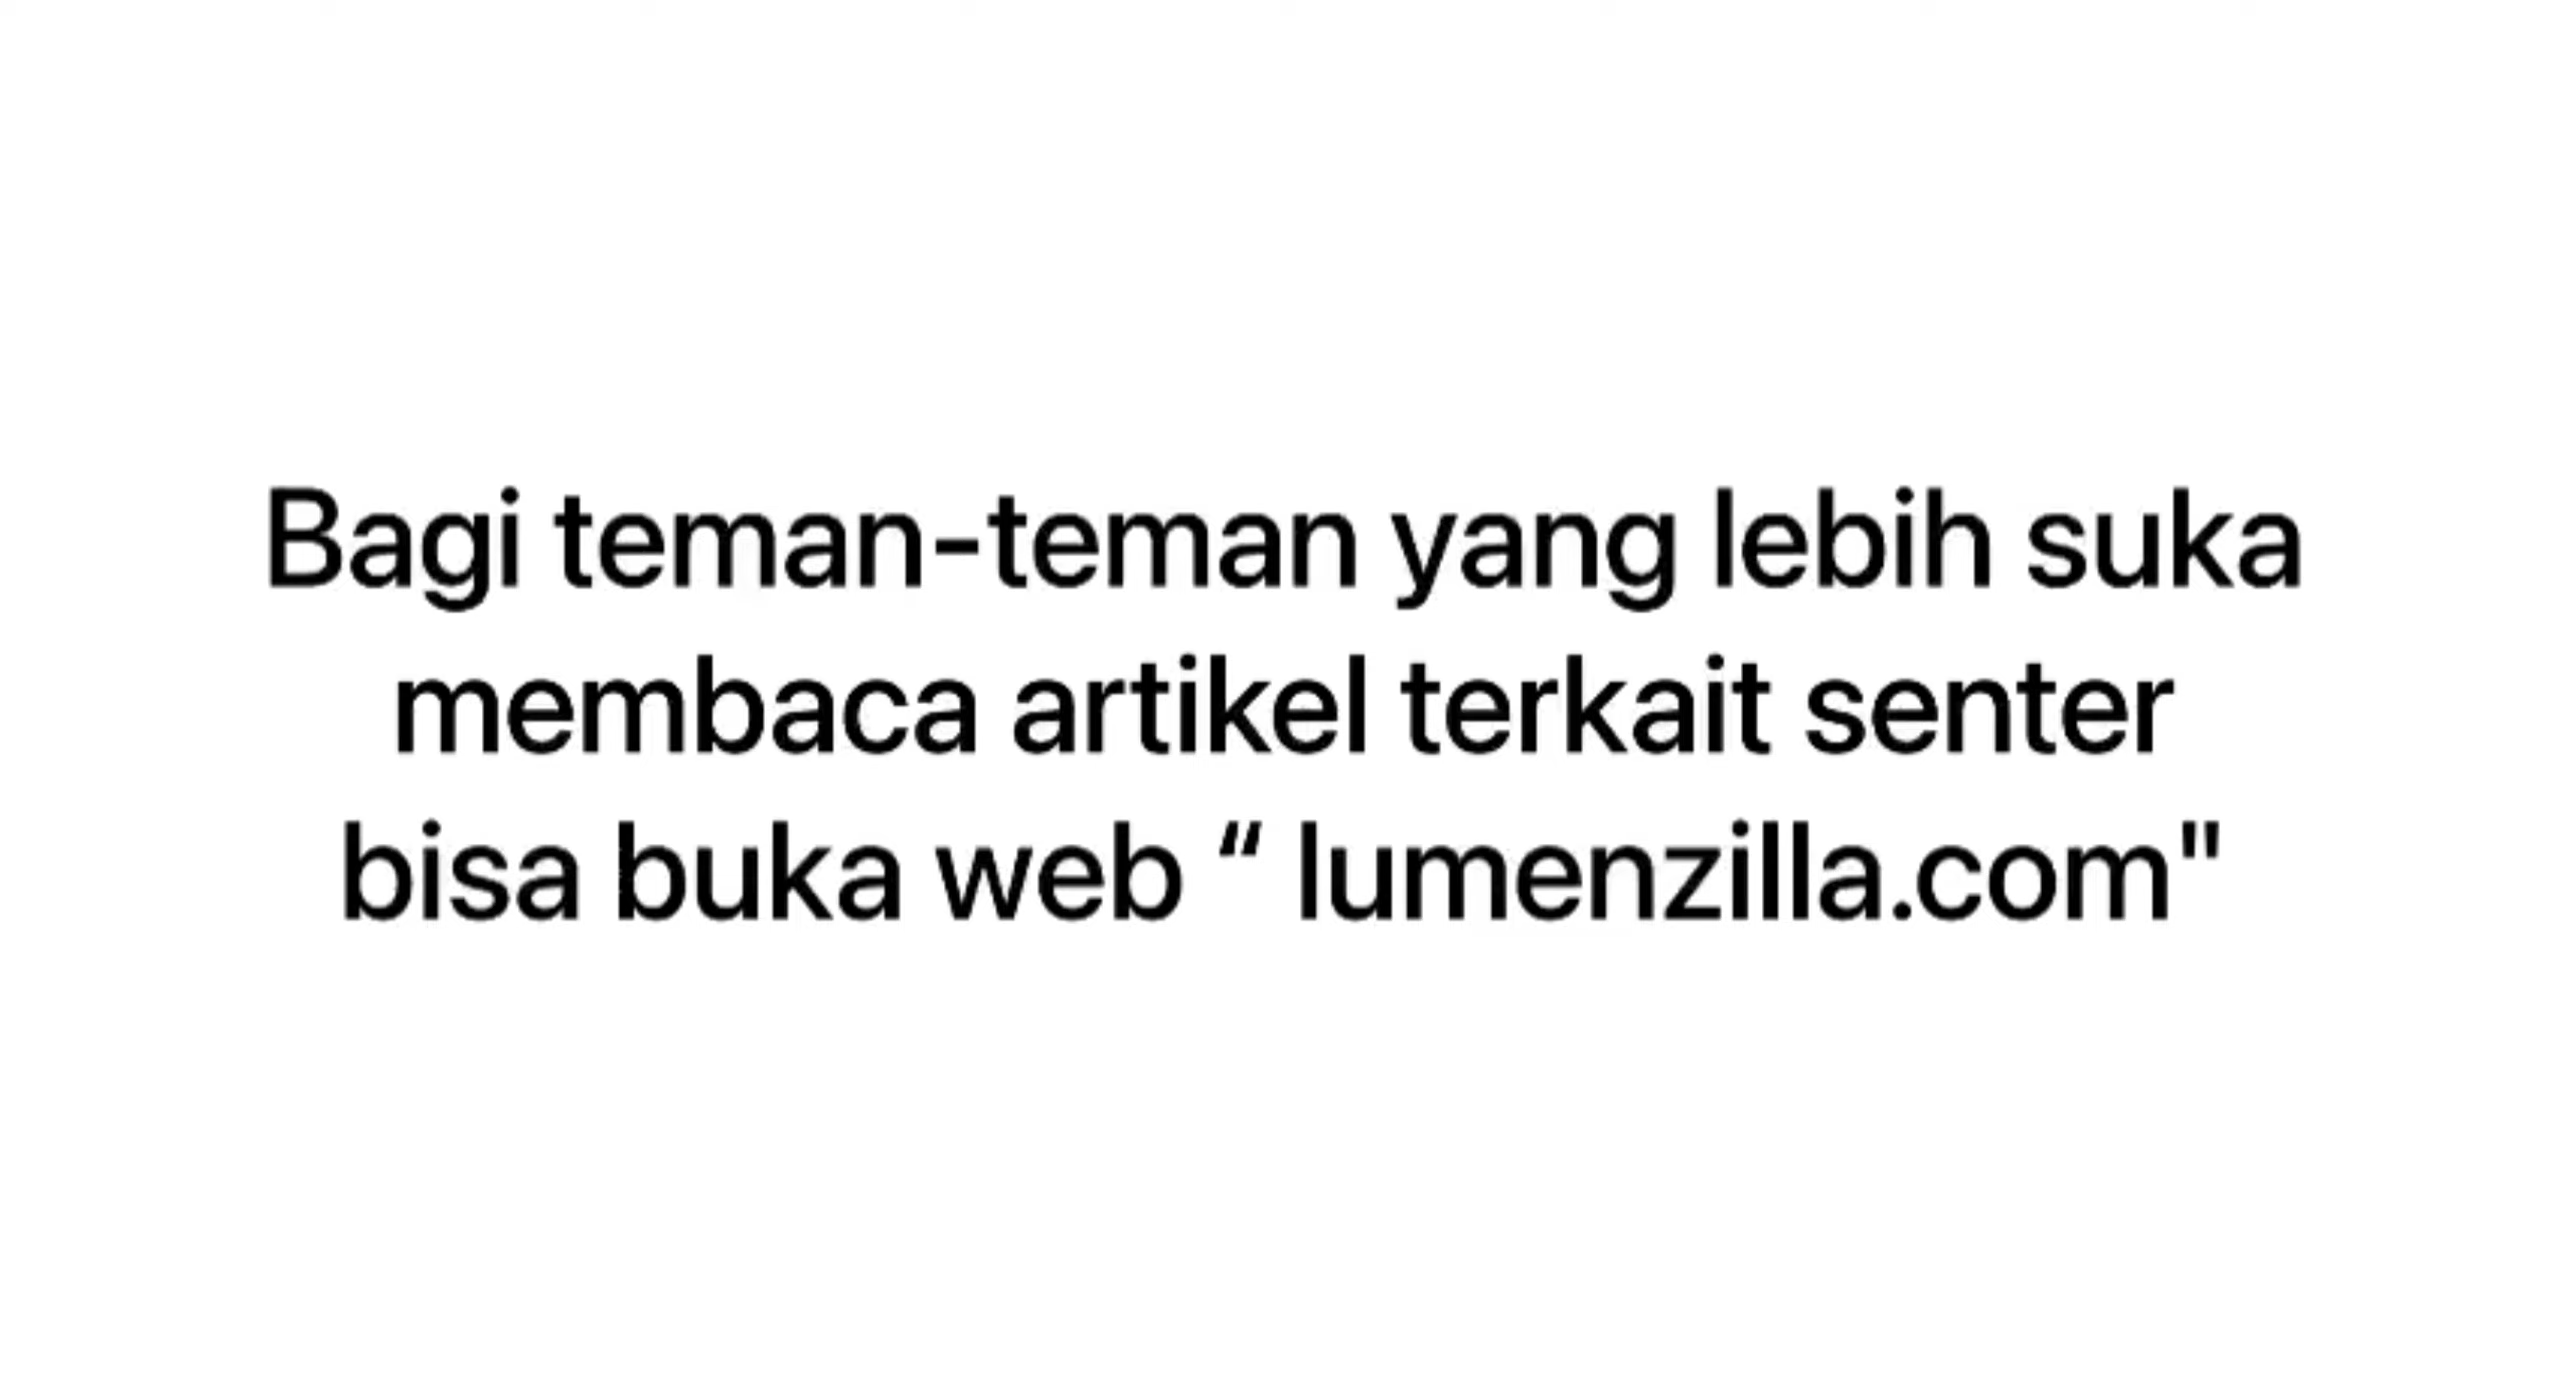 Bagi teman-teman yang lebih suka
membaca artikel terkait senter
bisa buka web “ lumenzilla.com"